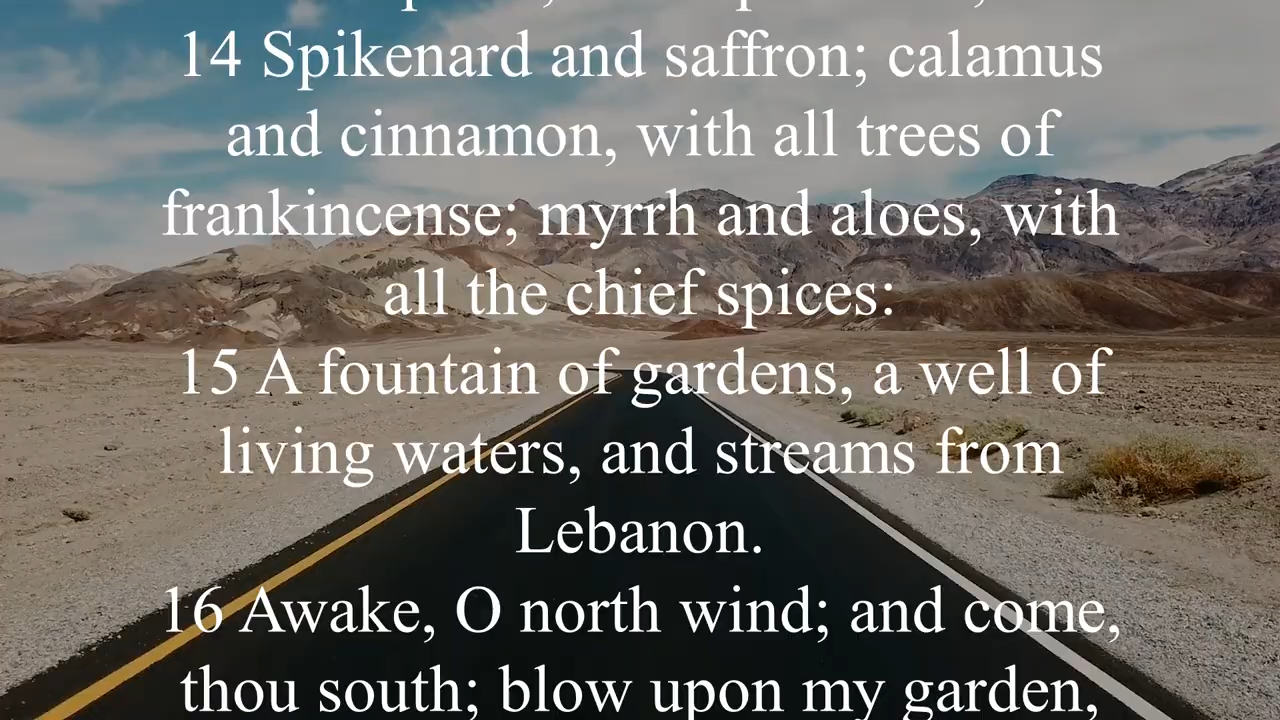 14 Spikenard and saffron; calamus
and cinnamon, with all trees of
frankincense; myrrh and aloes, with
all the chief spices:
15 A fountain of gardens, a well of
living waters, and streams from
Lebanon.
16 Awake, O north wind; and come,
thou south; blow upon my garden,